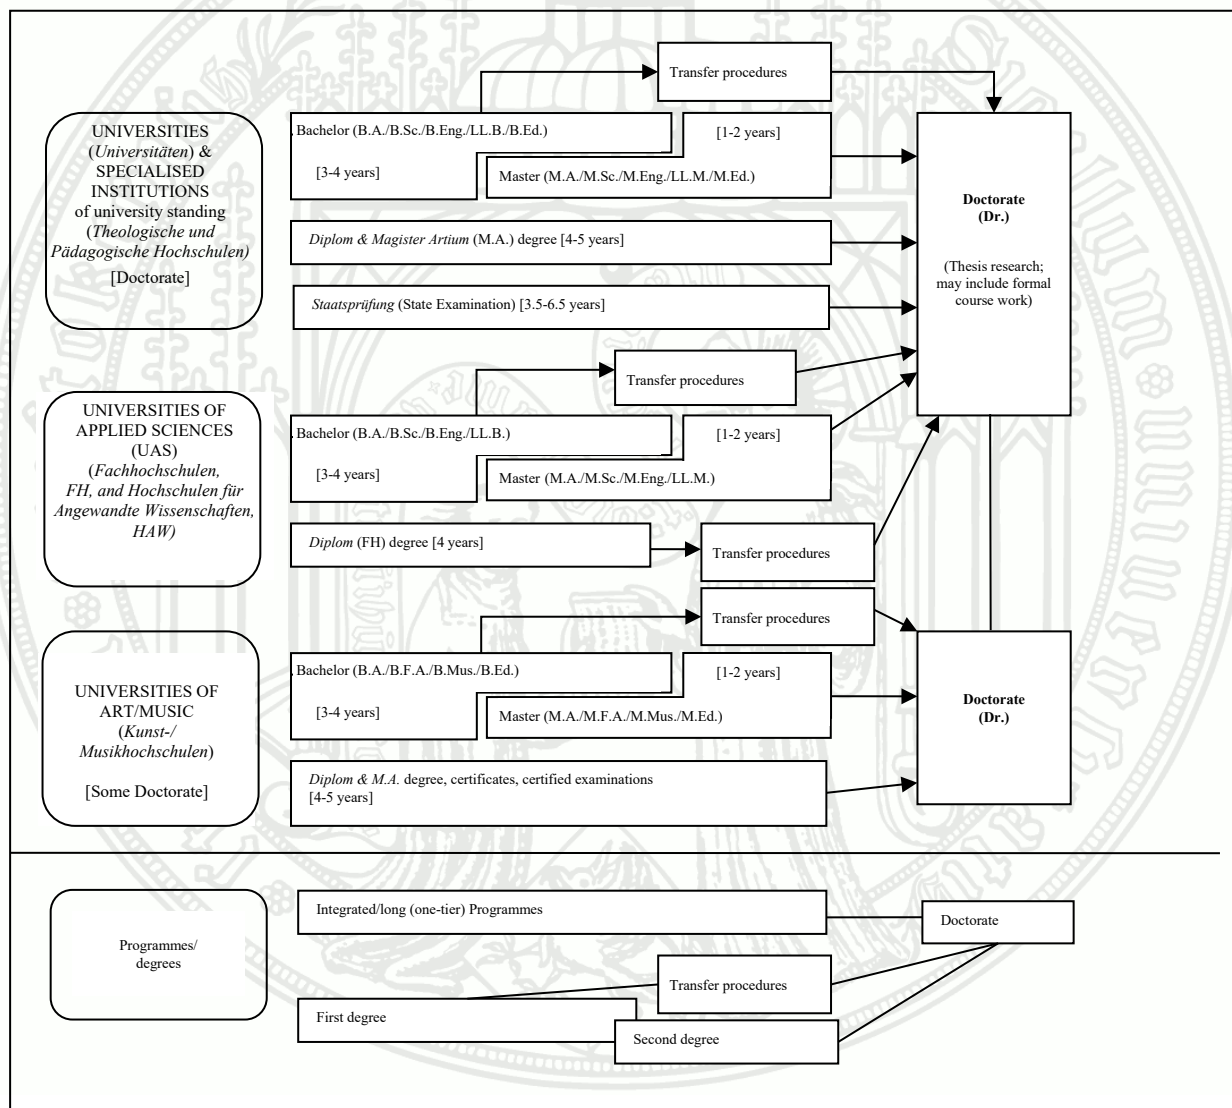 Transfer procedures
UNIVERSITIES
(Universitäten) &
SPECIALISED
INSTITUTIONS
of university standing
(Theologische und
Pädagogische Hochschulen)
[Doctorate]
Bachelor (B.A./B.Sc./B.Eng./LL.B./B.Ed.)
[1-2 years]
[3-4 years]
Master (M.A./M.Sc./M.Eng./LL.M./M.Ed.)
Diplom & Magister Artium (M.A.) degree [4-5 years]
Staatsprüfung (State Examination) [3.5-6.5 years]
Doctorate
(Dr.)
(Thesis research;
may include formal
course work)
Transfer procedures
UNIVERSITIES OF
APPLIED SCIENCES
(UAS)
(Fachhochschulen,
FH, and Hochschulen für
Angewandte Wissenschaften,
HAW)
Bachelor (B.A./B.Sc./B.Eng./LL.B.)
[1-2 years]
[3-4 years]
Master (M.A./M.Sc./M.Eng./LL.M.)
Diplom (FH) degree [4 years]
Transfer procedures
Transfer procedures
UNIVERSITIES OF
ART/MUSIC
(Kunst-/
Musikhochschulen)
[Some Doctorate]
Bachelor (B.A./B.F.A./B.Mus./B.Ed.)
[1-2 years]
[3-4 years]
Master (M.A./M.F.A./M.Mus./M.Ed.)
Diplom & M.A. degree, certificates, certified examinations
[4-5 years]
Doctorate
(Dr.)
Programmes/
degrees
Integrated/long (one-tier) Programmes
Doctorate
Transfer procedures
First degree
Second degree